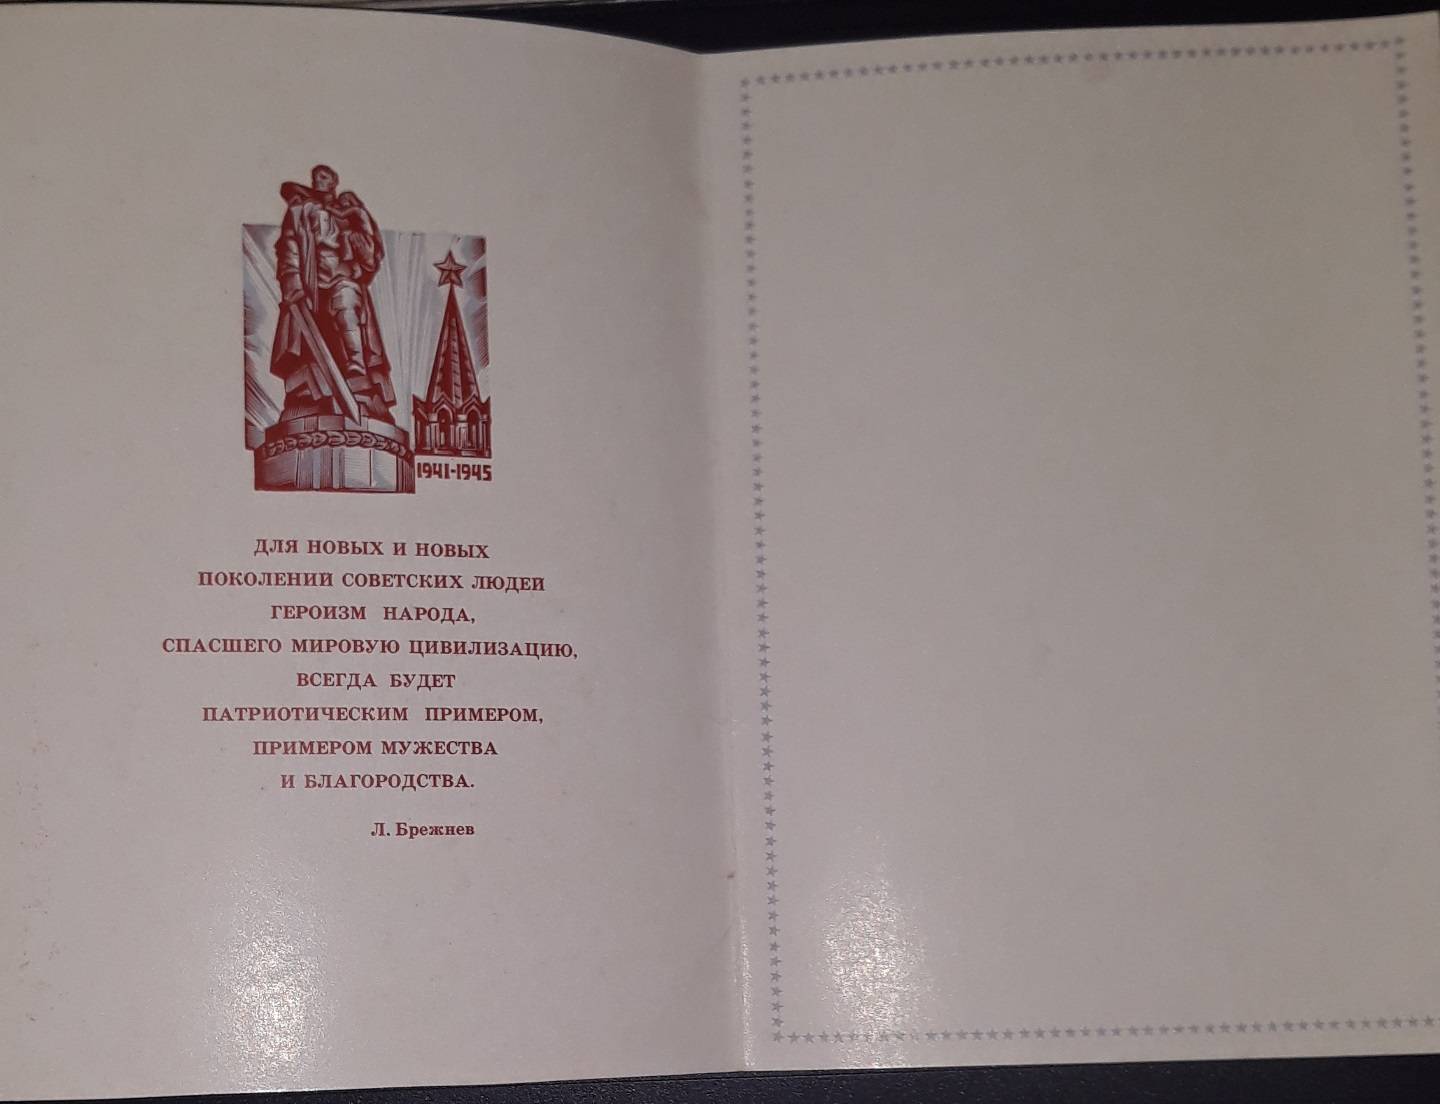 1941-1945
ДЛЯ НОВЫХ И НОВЫХ
ПОКОЛЕНИЙ СОВЕТСКИХ ЛЮДЕЙ
ГЕРОИЗМ НАРОДА,
СПАСШЕГО МИРОВУЮ ЦИВИЛИЗАЦИЮ,
ВСЕГДА БУДЕТ
ПАТРИОТИЧЕСКИМ ПРИМЕРОМ,
ПРИМЕРОМ МУЖЕСТВА
И БЛАГОРОДСТВА.
Л. Брежнев